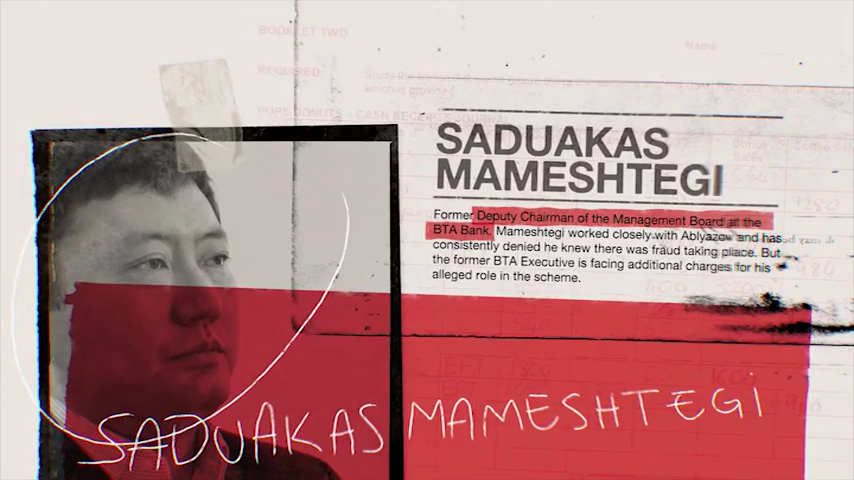 BOOKLET TWO
Name
REQUIRED:
POPS DONUTS - CASH RECEIPTS JOURNAL
SADUAKAS
MAMESHTEGI
Former Deputy Chairman of the Management Board at the
BTA Bank. Mameshtegi worked closely with Ablyazov and has
consistently denied he knew there was fraud taking place. But
the former BTA Executive is facing additional charges for his
alleged role in the scheme.
SADUAKAS MAMESHTEGI